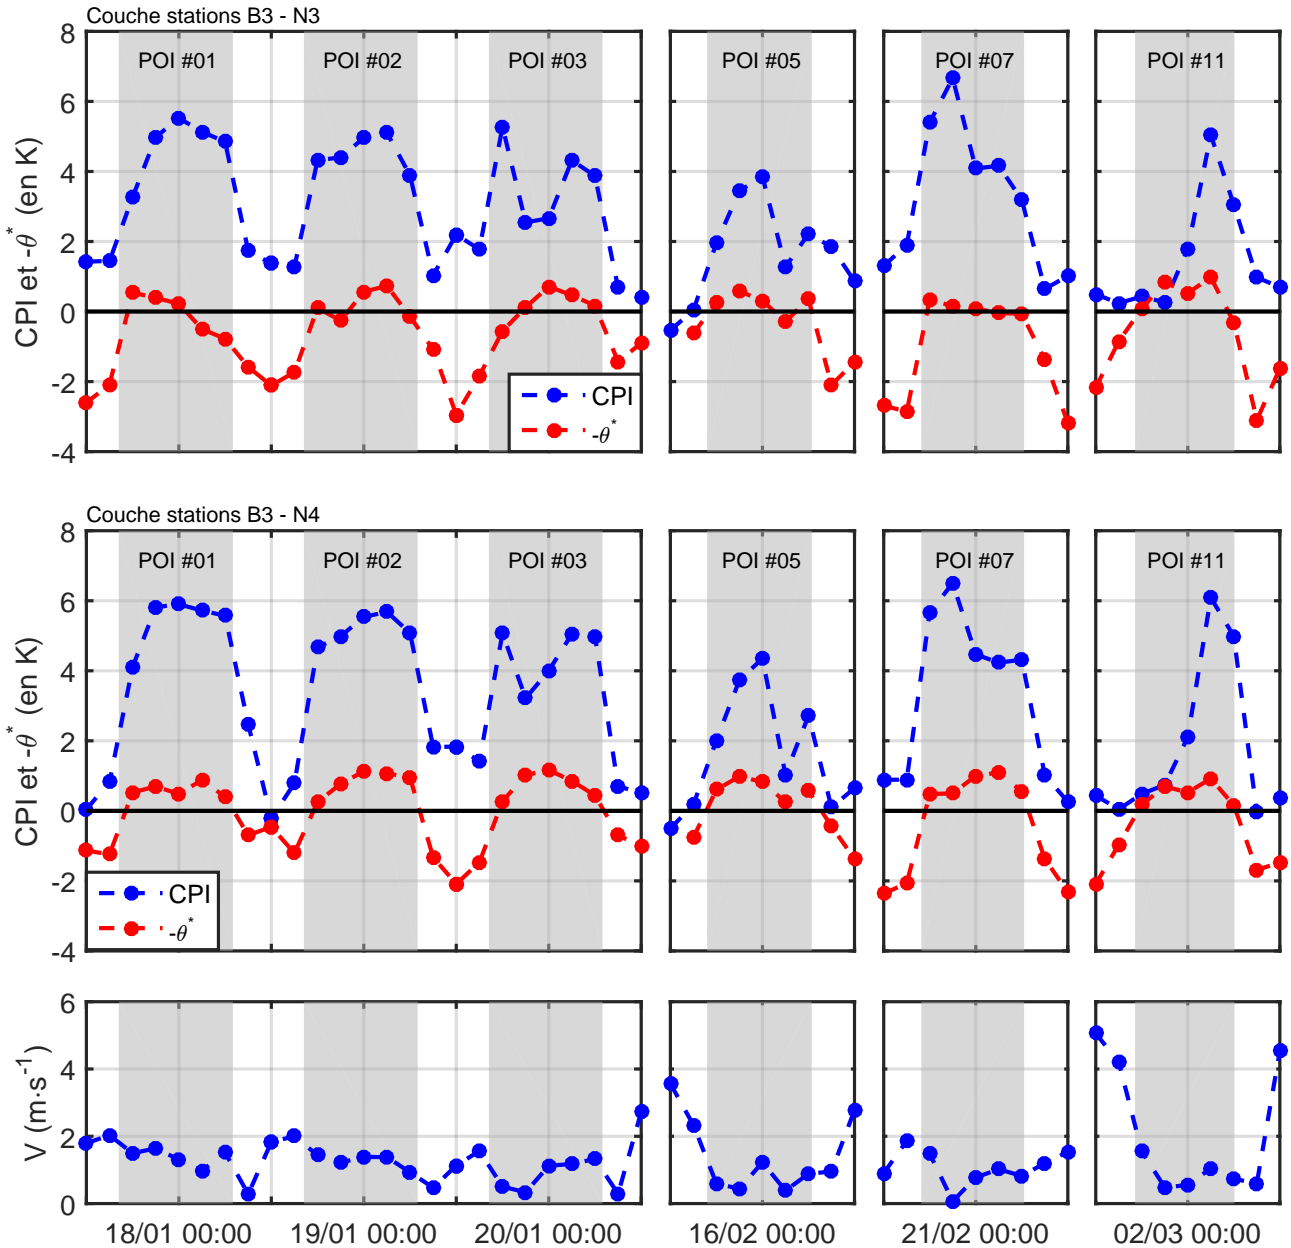 Couche stations B3 - N3
8
6
4
2
0
-2
-4
CPI et -θ* (en K)
POI #01
POI #02
POI #03
POI #05
POI #07
POI #11
CPI
-θ*
Couche stations B3 - N4
8
6
4
2
0
-2
-4
CPI et -θ* (en K)
POI #01
POI #02
POI #03
POI #05
POI #07
POI #11
CPI
-θ*
6
4
2
0
V (m·s⁻¹)
18/01 00:00
19/01 00:00
20/01 00:00
16/02 00:00
21/02 00:00
02/03 00:00